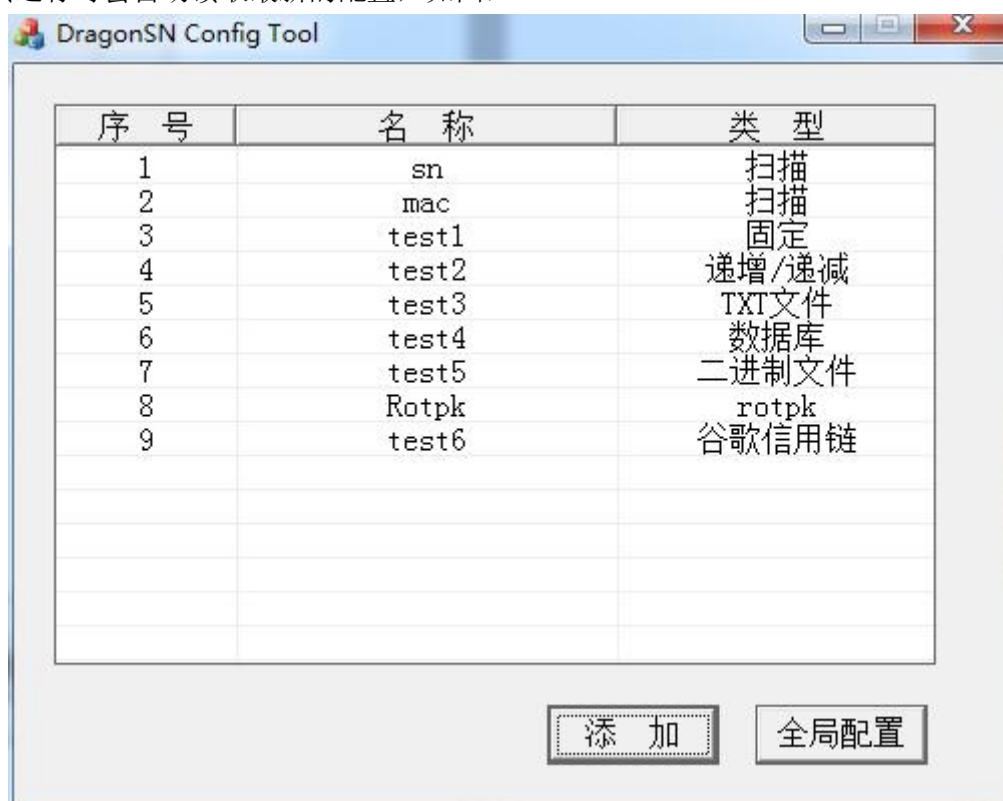 DragonSN Config Tool
序 号 名 称 类 型
1 sn 扫描
2 mac 扫描
3 test1 固定
4 test2 递增/递减
5 test3 TXT文件
6 test4 数据库
7 test5 二进制文件
8 Rotpk rotpk
9 test6 谷歌信用链
添 加 全局配置